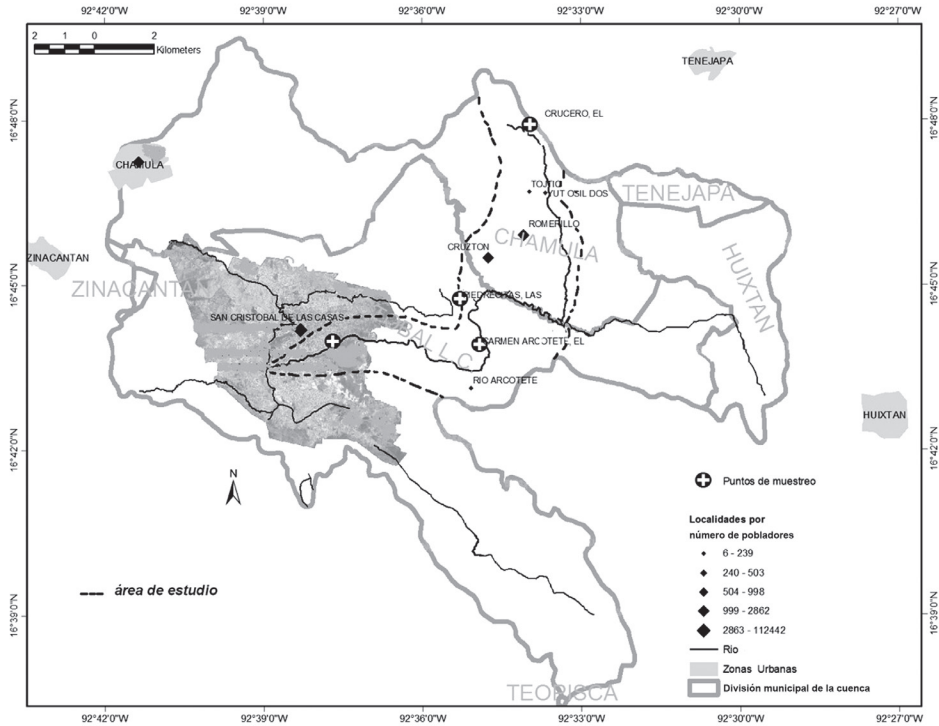 92°42'0"W
92°39'0"W
92°36'0"W
92°33'0"W
92°30'0"W
92°27'0"W
2 1 0 2
Kilometers
TENEJAPA
16°48'0"N
CRUCERO, EL
16°48'0"N
CHAMULA
TOJTIC
YUT OSIL DOS
TENEJAPA
ROMERILLO
CHAMULA
CRUZTON
HUIXTAN
ZINACANTAN
16°45'0"N
ZINACANTAN
PIEDRECITAS, LAS
16°45'0"N
SAN CRISTOBAL DE LAS CASAS
BAL L.C.
CARMEN ARCOTETE, EL
RIO ARCOTETE
HUIXTAN
16°42'0"N
16°42'0"N
N
Puntos de muestreo
Localidades por
número de pobladores
6 - 239
240 - 503
504 - 998
999 - 2862
2863 - 112442
Rio
Zonas Urbanas
División municipal de la cuenca
área de estudio
16°39'0"N
16°39'0"N
TEOPISCA
92°42'0"W
92°39'0"W
92°36'0"W
92°33'0"W
92°30'0"W
92°27'0"W